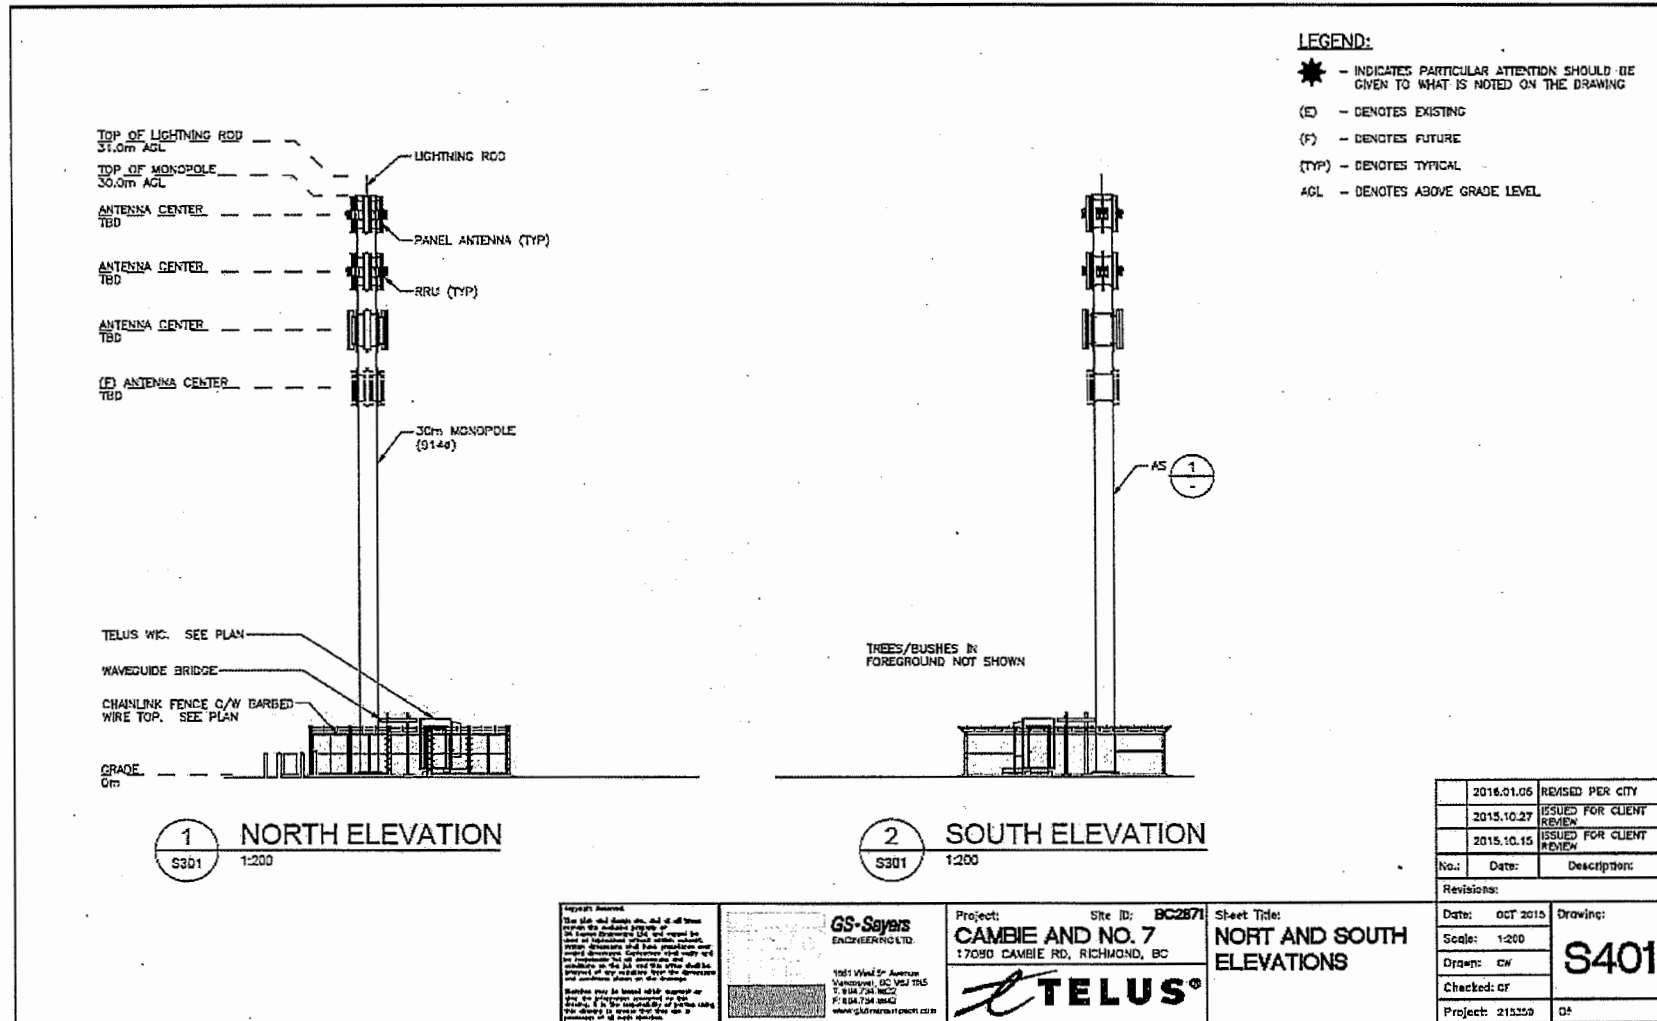 LEGEND:
– INDICATES PARTICULAR ATTENTION SHOULD BE
GIVEN TO WHAT IS NOTED ON THE DRAWING
(E) – DENOTES EXISTING
(F) – DENOTES FUTURE
(TYP) – DENOTES TYPICAL
AGL – DENOTES ABOVE GRADE LEVEL
TOP OF LIGHTNING ROD
31.0m AGL
TOP OF MONOPOLE
30.0m AGL
ANTENNA CENTER
TBD
ANTENNA CENTER
TBD
ANTENNA CENTER
TBD
(F) ANTENNA CENTER
TBD
LIGHTNING ROD
PANEL ANTENNA (TYP)
RRU (TYP)
30m MONOPOLE
AS 1
-
TELUS WIC. SEE PLAN
WAVEGUIDE BRIDGE
CHAINLINK FENCE C/W BARBED
WIRE TOP. SEE PLAN
GRADE
0m
TREES/BUSHES IN
FOREGROUND NOT SHOWN
1
S301
NORTH ELEVATION
1:200
2
S301
SOUTH ELEVATION
1:200
2016.01.06 REVISED PER CITY
2015.10.27 ISSUED FOR CLIENT REVIEW
2015.10.15 ISSUED FOR CLIENT REVIEW
No.: Date: Description:
Revisions:
GS-Sayers
ENGINEERING LTD.
Project: Site ID: BC2871
CAMBIE AND NO. 7
17080 CAMBIE RD, RICHMOND, BC
TELUS®
Sheet Title:
NORT AND SOUTH
ELEVATIONS
Date: OCT 2015
Scale: 1:200
Drawn: CW
Checked: CF
Project: 215359
Drawing:
S401